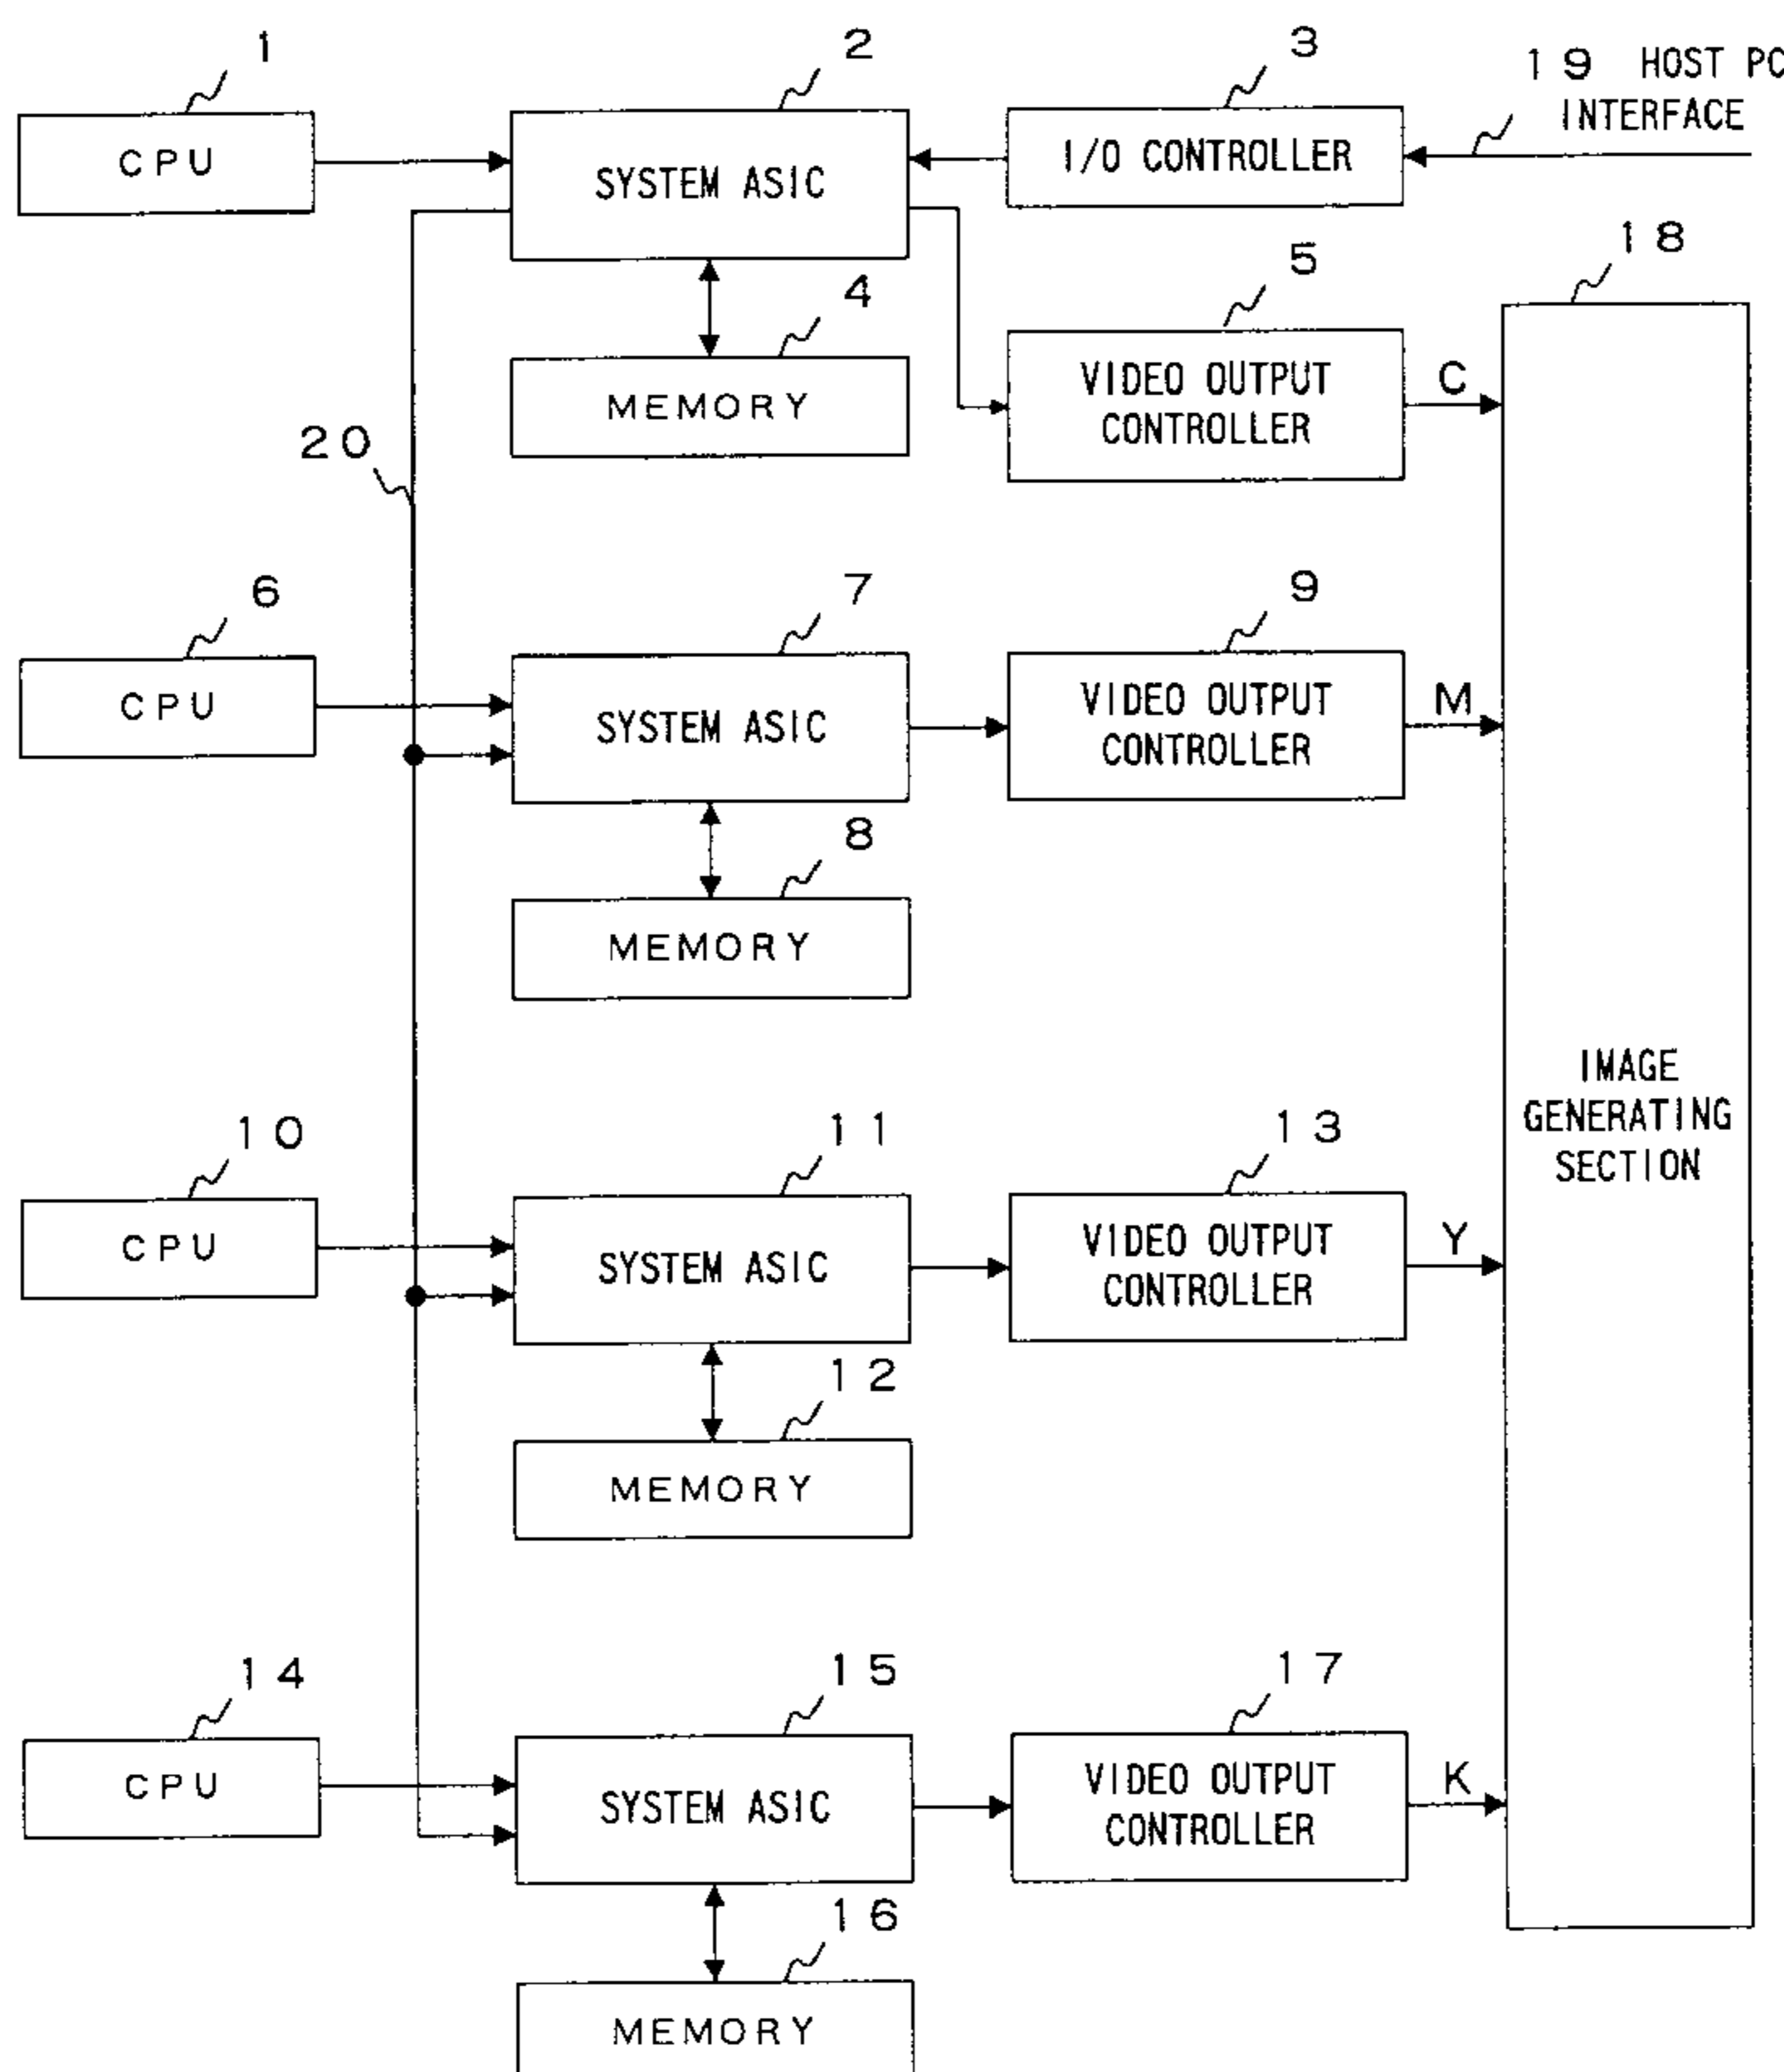 1
2
3
19 HOST PC
INTERFACE
CPU
SYSTEM ASIC
I/O CONTROLLER
18
4
5
MEMORY
VIDEO OUTPUT
CONTROLLER
C
20
6
7
9
CPU
SYSTEM ASIC
VIDEO OUTPUT
CONTROLLER
M
8
MEMORY
IMAGE
GENERATING
SECTION
10
11
13
CPU
SYSTEM ASIC
VIDEO OUTPUT
CONTROLLER
Y
12
MEMORY
14
15
17
CPU
SYSTEM ASIC
VIDEO OUTPUT
CONTROLLER
K
16
MEMORY